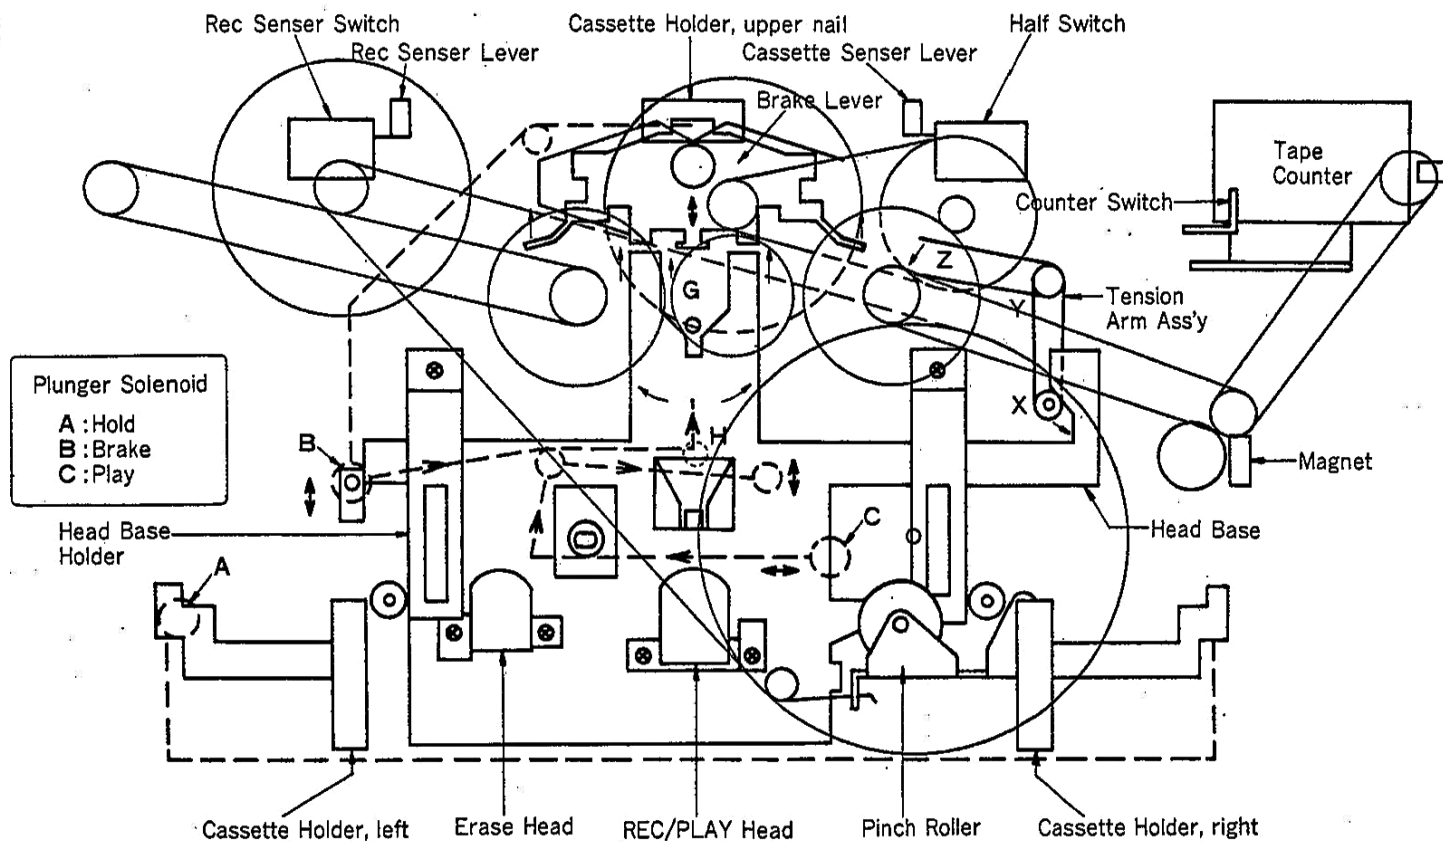 Rec Senser Switch
Cassette Holder, upper nail
Half Switch
Rec Senser Lever
Cassette Senser Lever
Brake Lever
Tape
Counter
Counter Switch
Z
G
Y
Tension
Arm Ass'y
Plunger Solenoid
A :Hold
B :Brake
C :Play
X
H
B
Magnet
C
Head Base
Holder
Head Base
A
Cassette Holder, left
Erase Head
REC/PLAY Head
Pinch Roller
Cassette Holder, right